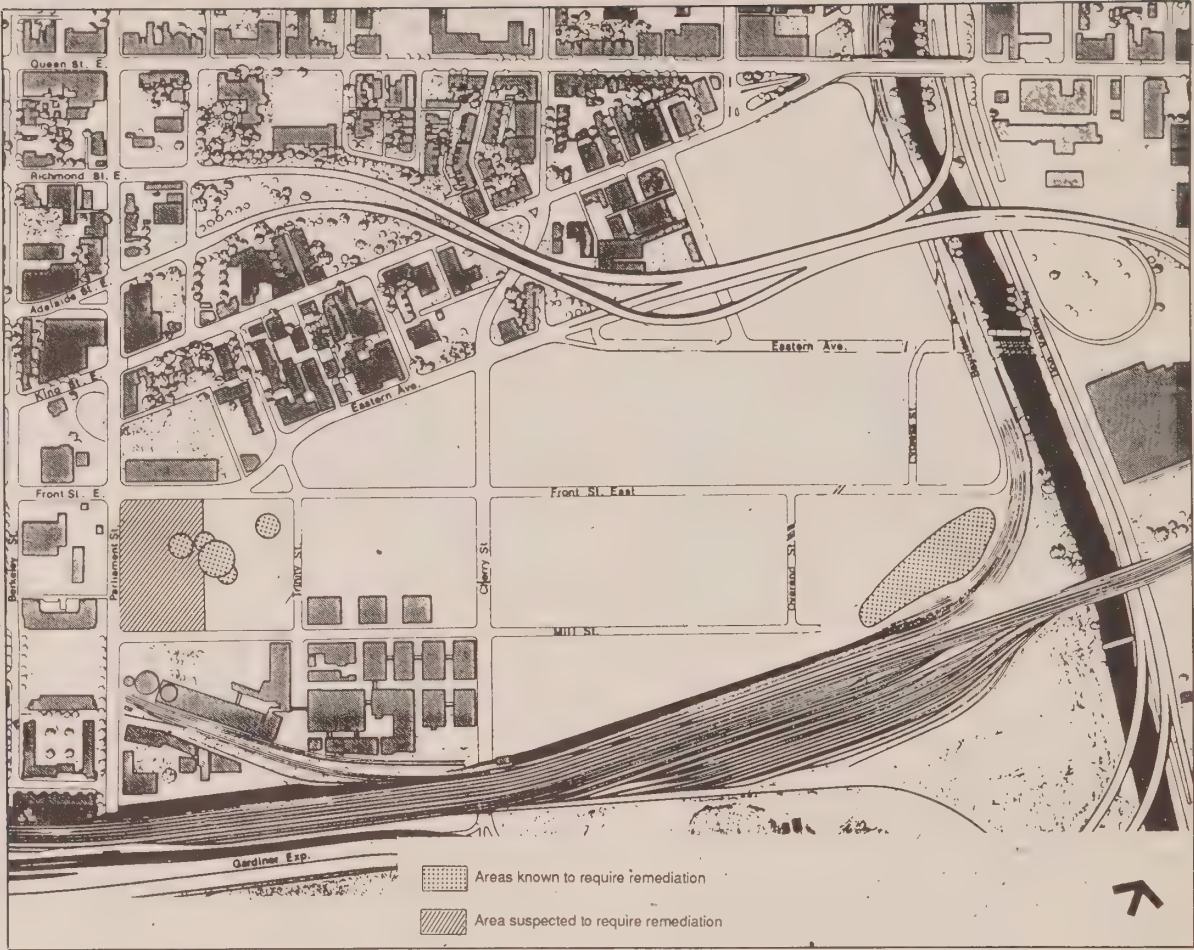 Queen St. E.
Richmond St. E.
Adelaide St. E.
King St. E.
Eastern Ave.
Eastern Ave.
Front St. E.
Front St. East
Berkeley St.
Parliament St.
Trinity St.
Cherry St.
Overend St.
Mill St.
Gardiner Exp.
Areas known to require remediation
Area suspected to require remediation